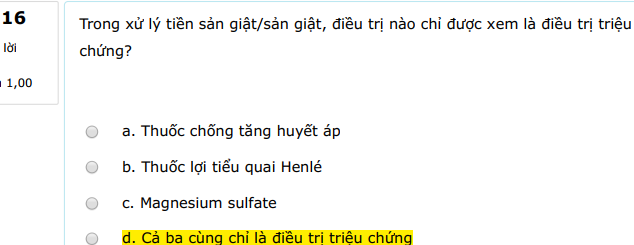 16
lời
1,00
Trong xử lý tiền sản giật/sản giật, điều trị nào chỉ được xem là điều trị triệu
chứng?
a. Thuốc chống tăng huyết áp
b. Thuốc lợi tiểu quai Henlé
c. Magnesium sulfate
d. Cả ba cùng chỉ là điều trị triệu chứng